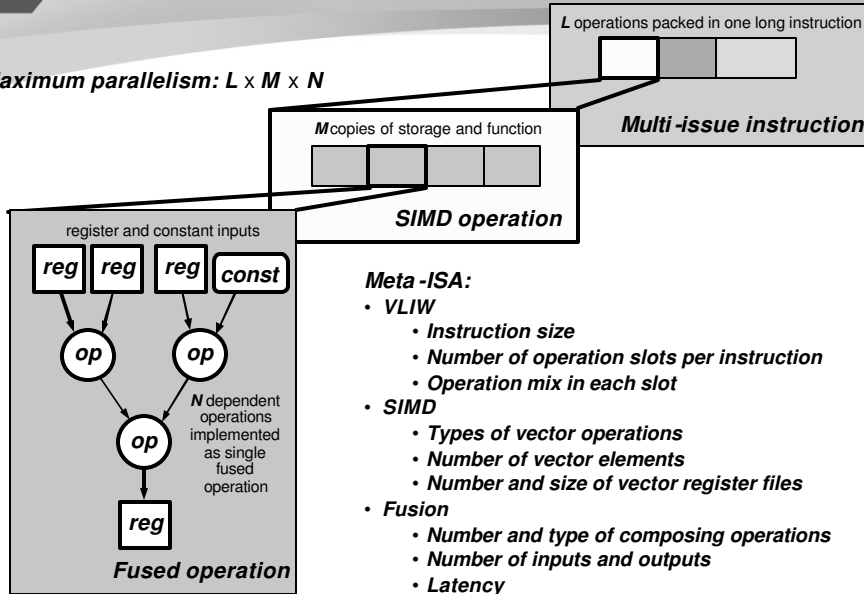 L operations packed in one long instruction
Multi-issue instruction
aximum parallelism: L x M x N
M copies of storage and function
SIMD operation
register and constant inputs
reg reg reg const
op op
N dependent
operations
implemented
as single
fused
operation
op
reg
Fused operation
Meta-ISA:
• VLIW
• Instruction size
• Number of operation slots per instruction
• Operation mix in each slot
• SIMD
• Types of vector operations
• Number of vector elements
• Number and size of vector register files
• Fusion
• Number and type of composing operations
• Number of inputs and outputs
• Latency